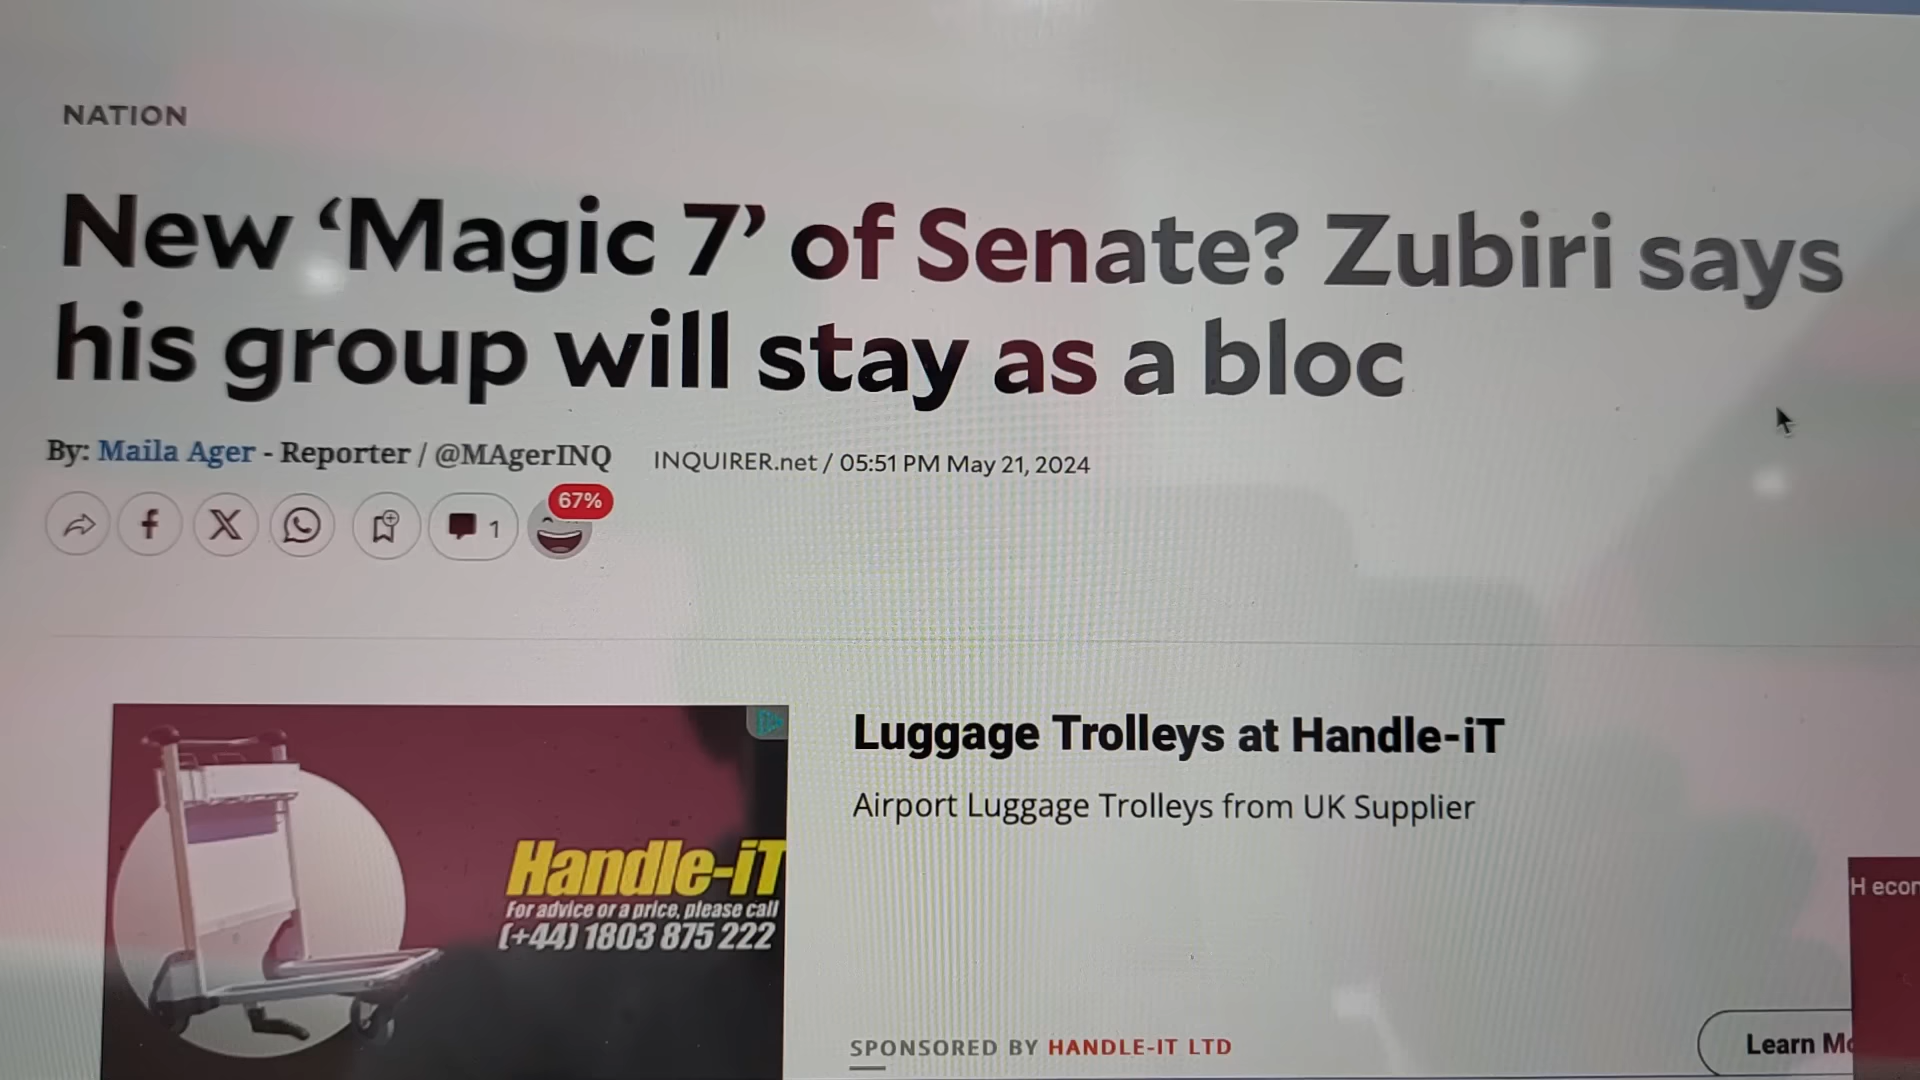 NATION
New ‘Magic 7’ of Senate? Zubiri says
his group will stay as a bloc
By: Maila Ager - Reporter / @MAgerINQ
INQUIRER.net / 05:51 PM May 21, 2024
1
67%
Handle-iT
For advice or a price, please call
(+44) 1803 875 222
Luggage Trolleys at Handle-iT
Airport Luggage Trolleys from UK Supplier
SPONSORED BY HANDLE-IT LTD
Learn
H